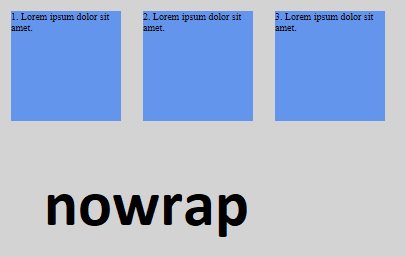 1. Lorem ipsum dolor sit
amet.
2. Lorem ipsum dolor sit
amet.
3. Lorem ipsum dolor sit
amet.
nowrap